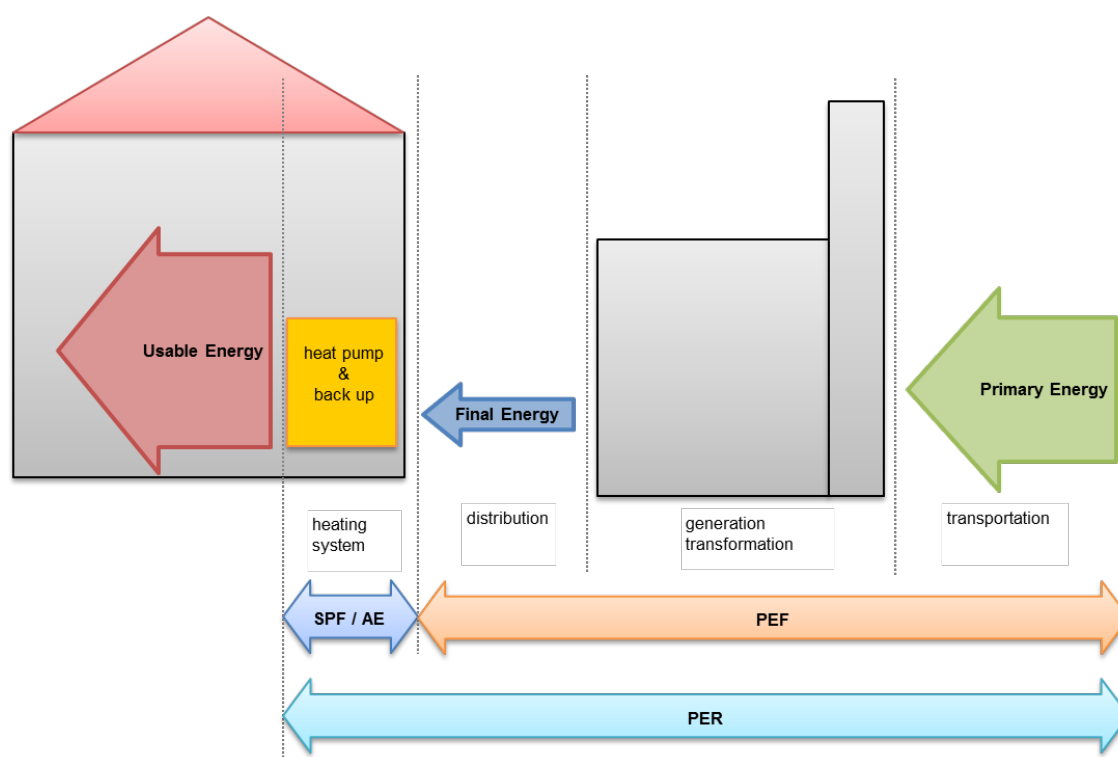 Usable Energy
heat pump
&
back up
Final Energy
Primary Energy
heating
system
distribution
generation
transformation
transportation
SPF / AE
PEF
PER